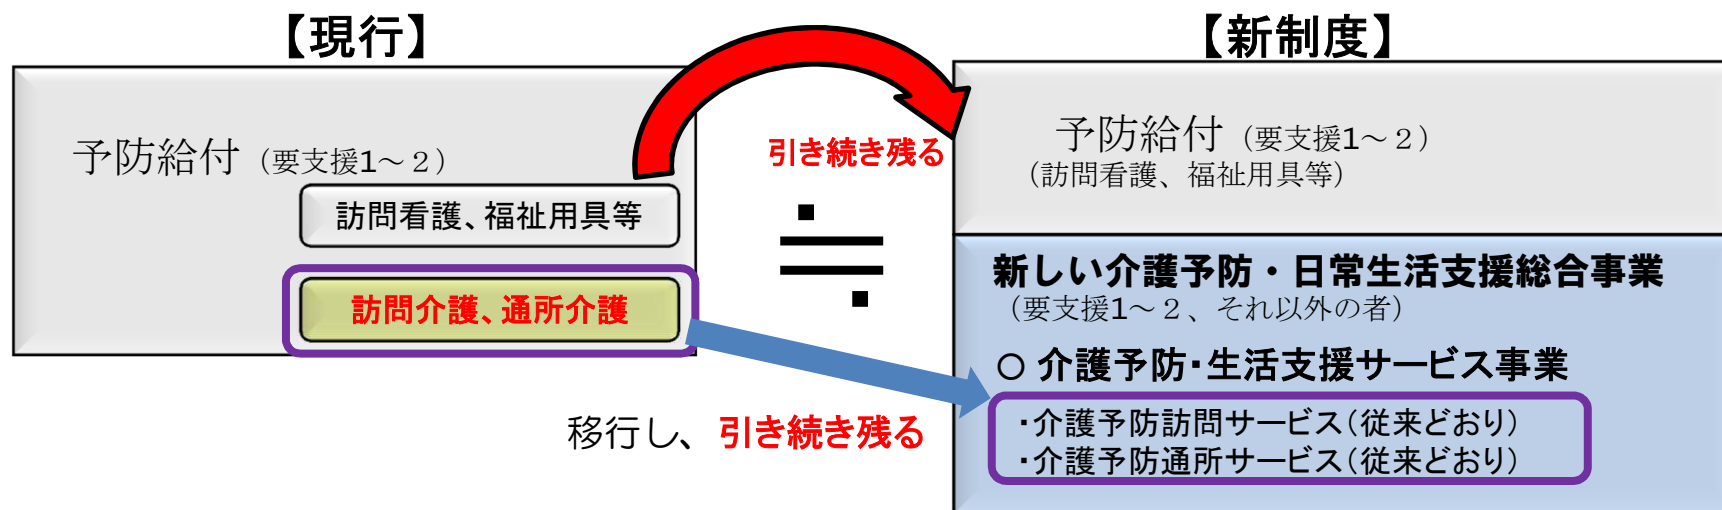 【現行】
予防給付（要支援1～２）
訪問看護、福祉用具等
訪問介護、通所介護
引き続き残る
≒
移行し、引き続き残る
【新制度】
予防給付（要支援1～２）
（訪問看護、福祉用具等）
新しい介護予防・日常生活支援総合事業
（要支援1～２、それ以外の者）
○ 介護予防・生活支援サービス事業
・介護予防訪問サービス（従来どおり）
・介護予防通所サービス（従来どおり）